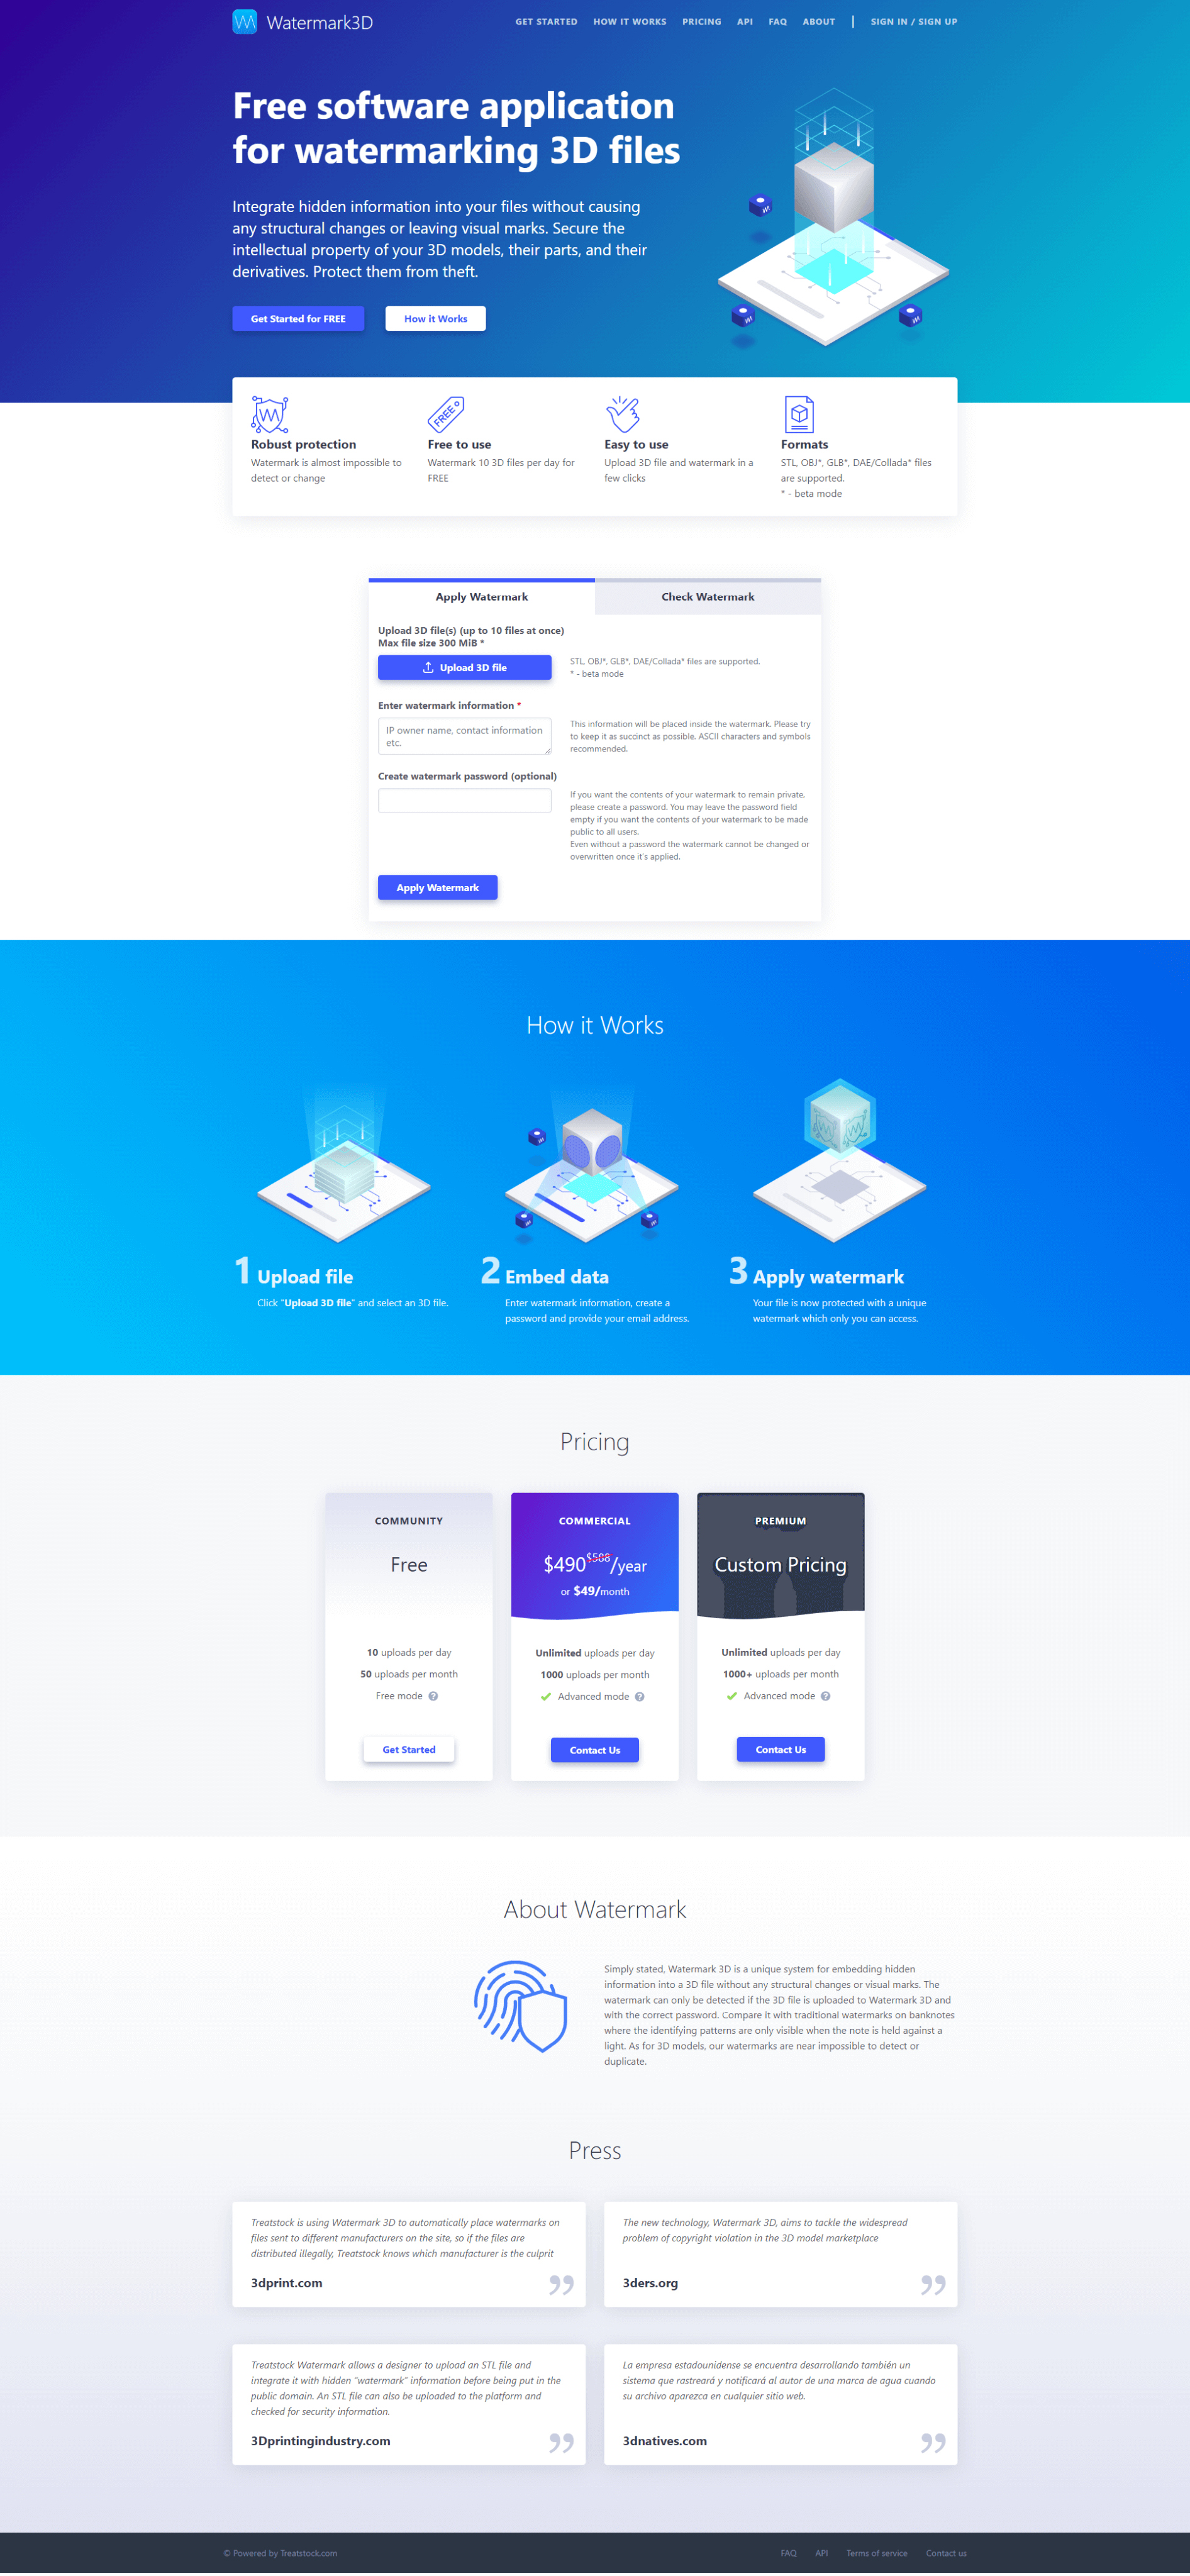 Watermark3D
GET STARTED
HOW IT WORKS
PRICING
API
FAQ
ABOUT
SIGN IN / SIGN UP
Free software application
for watermarking 3D files
Integrate hidden information into your files without causing
any structural changes or leaving visual marks. Secure the
intellectual property of your 3D models, their parts, and their
derivatives. Protect them from theft.
Get Started for FREE
How it Works
FREE
Robust protection
Watermark is almost impossible to
detect or change
Free to use
Watermark 10 3D files per day for
FREE
Easy to use
Upload 3D file and watermark in a
few clicks
Formats
STL, OBJ*, GLB*, DAE/Collada* files
are supported.
* - beta mode
Apply Watermark
Check Watermark
Upload 3D file(s) (up to 10 files at once)
Max file size 300 MiB *
Upload 3D file
STL, OBJ*, GLB*, DAE/Collada* files are supported.
* - beta mode
Enter watermark information *
IP owner name, contact information
etc.
This information will be placed inside the watermark. Please try
to keep it as succinct as possible. ASCII characters and symbols
recommended.
Create watermark password (optional)
If you want the contents of your watermark to remain private,
please create a password. You may leave the password field
empty if you want the contents of your watermark to be made
public to all users.
Even without a password the watermark cannot be changed or
overwritten once it's applied.
Apply Watermark
How it Works
1 Upload file
Click "Upload 3D file" and select an 3D file.
2 Embed data
Enter watermark information, create a
password and provide your email address.
3 Apply watermark
Your file is now protected with a unique
watermark which only you can access.
Pricing
COMMUNITY
Free
10 uploads per day
50 uploads per month
Free mode ?
Get Started
COMMERCIAL
$490 $588/year
or $49/month
Unlimited uploads per day
1000 uploads per month
Advanced mode ?
Contact Us
PREMIUM
Custom Pricing
Unlimited uploads per day
1000+ uploads per month
Advanced mode ?
Contact Us
About Watermark
Simply stated, Watermark 3D is a unique system for embedding hidden
information into a 3D file without any structural changes or visual marks. The
watermark can only be detected if the 3D file is uploaded to Watermark 3D and
with the correct password. Compare it with traditional watermarks on banknotes
where the identifying patterns are only visible when the note is held against a
light. As for 3D models, our watermarks are near impossible to detect or
duplicate.
Press
Treatstock is using Watermark 3D to automatically place watermarks on
files sent to different manufacturers on the site, so if the files are
distributed illegally, Treatstock knows which manufacturer is the culprit
3dprint.com
The new technology, Watermark 3D, aims to tackle the widespread
problem of copyright violation in the 3D model marketplace
3ders.org
Treatstock Watermark allows a designer to upload an STL file and
integrate it with hidden "watermark" information before being put in the
public domain. An STL file can also be uploaded to the platform and
checked for security information.
3Dprintingindustry.com
La empresa estadounidense se encuentra desarrollando también un
sistema que rastreará y notificará al autor de una marca de agua cuando
su archivo aparezca en cualquier sitio web.
3dnatives.com
© Powered by Treatstock.com
FAQ
API
Terms of service
Contact us